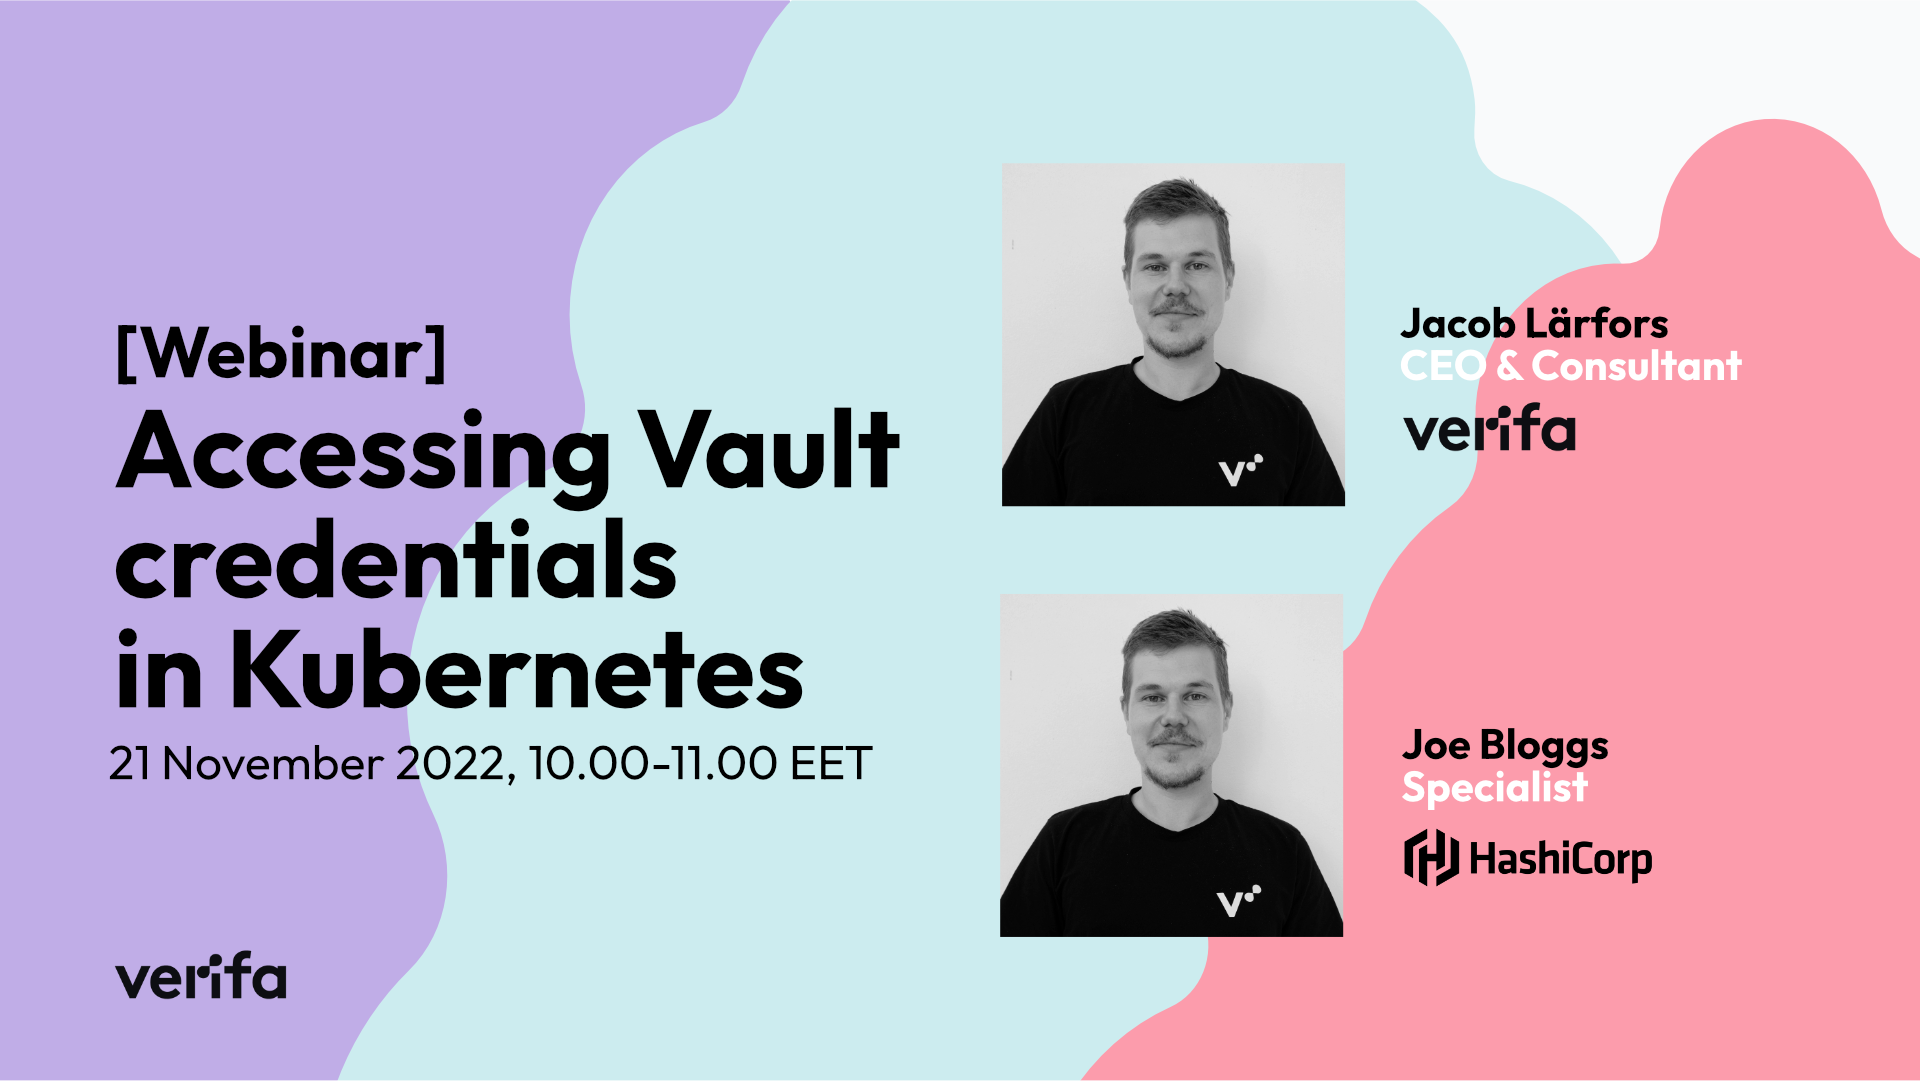 [Webinar]
Accessing Vault
credentials
in Kubernetes
21 November 2022, 10.00-11.00 EET
verifa
Jacob Lärfors
CEO & Consultant
verifa
Joe Bloggs
Specialist
HashiCorp